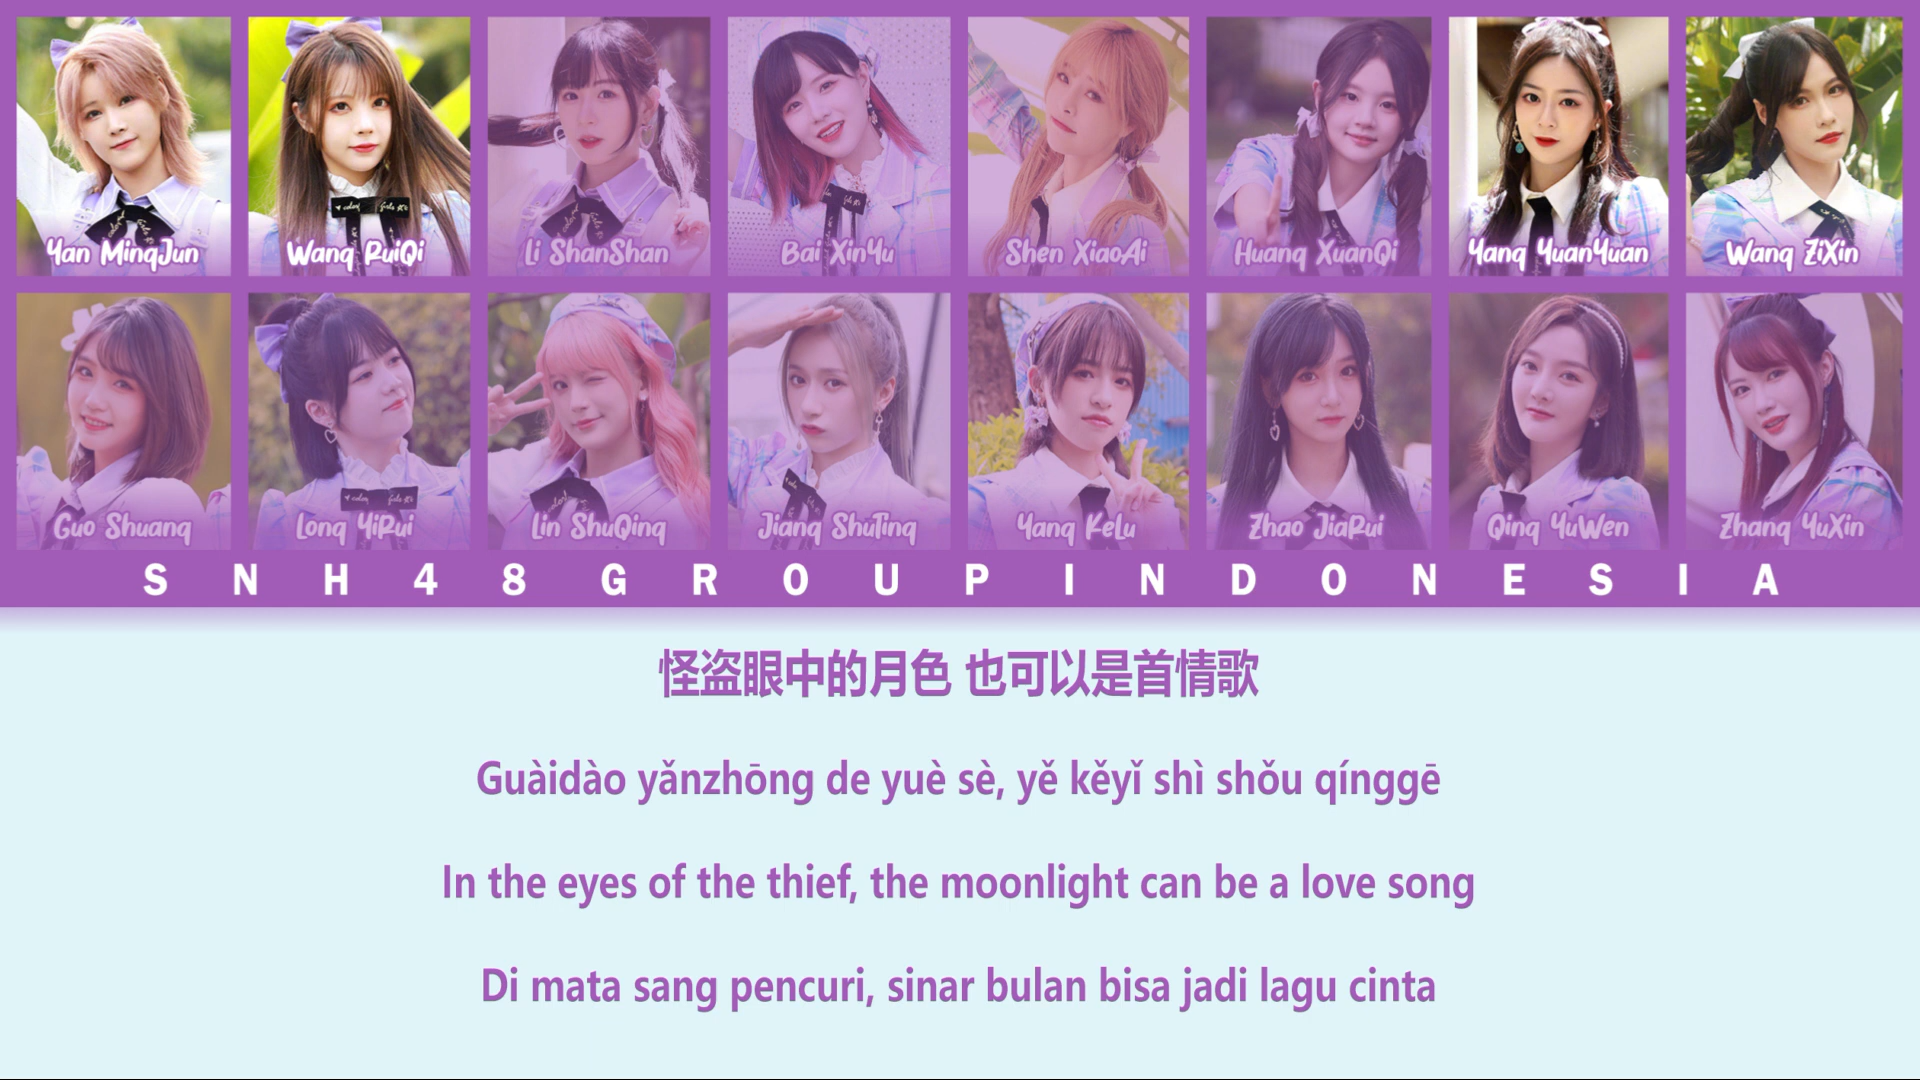 Yan MingJun
Wang RuiQi
Li ShanShan
Bai XinYu
Shen XiaoAi
Huang XuanQi
Yang YuanYuan
Wang ZiXin
Guo Shuang
Long YiRui
Lin ShuQing
Jiang ShuTing
Yang KeLu
Zhao JiaRui
Qing YuWen
Zhang YuXin
SNH48GROUPINDONESIA
怪盗眼中的月色 也可以是首情歌
Guàidào yǎnzhōng de yuè sè, yě kěyǐ shì shǒu qínggē
In the eyes of the thief, the moonlight can be a love song
Di mata sang pencuri, sinar bulan bisa jadi lagu cinta